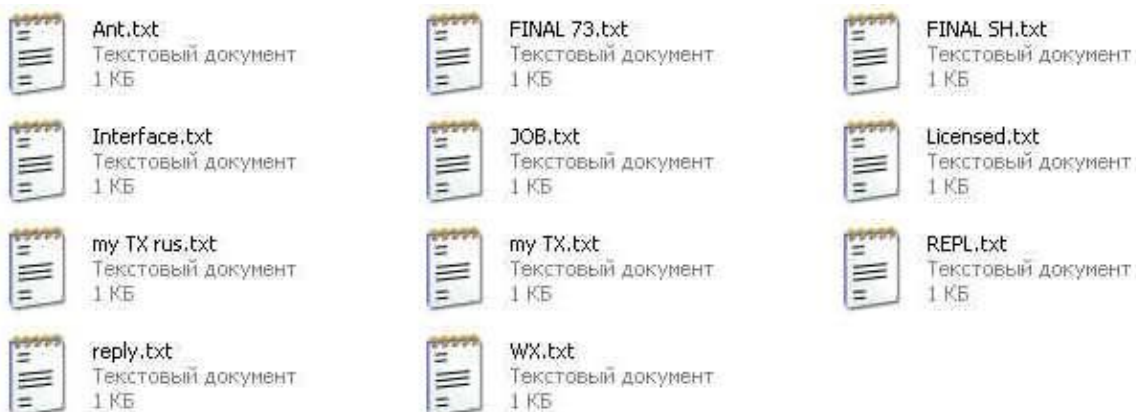 Ant.txt
Текстовый документ
1 КБ
FINAL 73.txt
Текстовый документ
1 КБ
FINAL SH.txt
Текстовый документ
1 КБ
Interface.txt
Текстовый документ
1 КБ
JOB.txt
Текстовый документ
1 КБ
Licensed.txt
Текстовый документ
1 КБ
my TX rus.txt
Текстовый документ
1 КБ
my TX.txt
Текстовый документ
1 КБ
REPL.txt
Текстовый документ
1 КБ
reply.txt
Текстовый документ
1 КБ
WX.txt
Текстовый документ
1 КБ